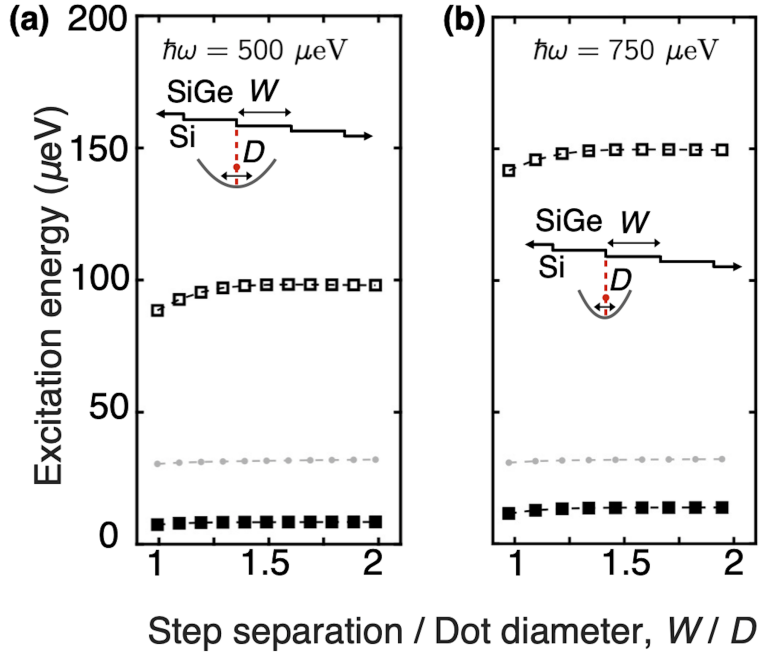 (a)
(b)
Excitation energy (μeV)
200
150
100
50
0
ℏω = 500 μeV
SiGe W
Si
D
1 1.5 2
ℏω = 750 μeV
SiGe W
Si
D
1 1.5 2
Step separation / Dot diameter, W / D